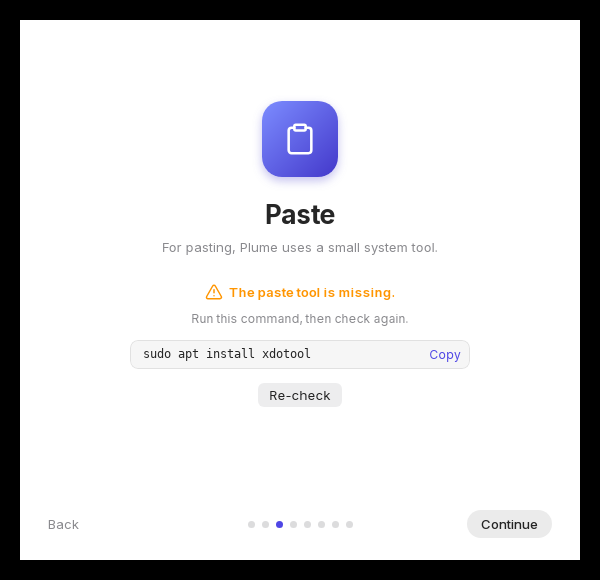 Paste
For pasting, Plume uses a small system tool.
The paste tool is missing.
Run this command, then check again.
sudo apt install xdotool
Copy
Re-check
Back
Continue